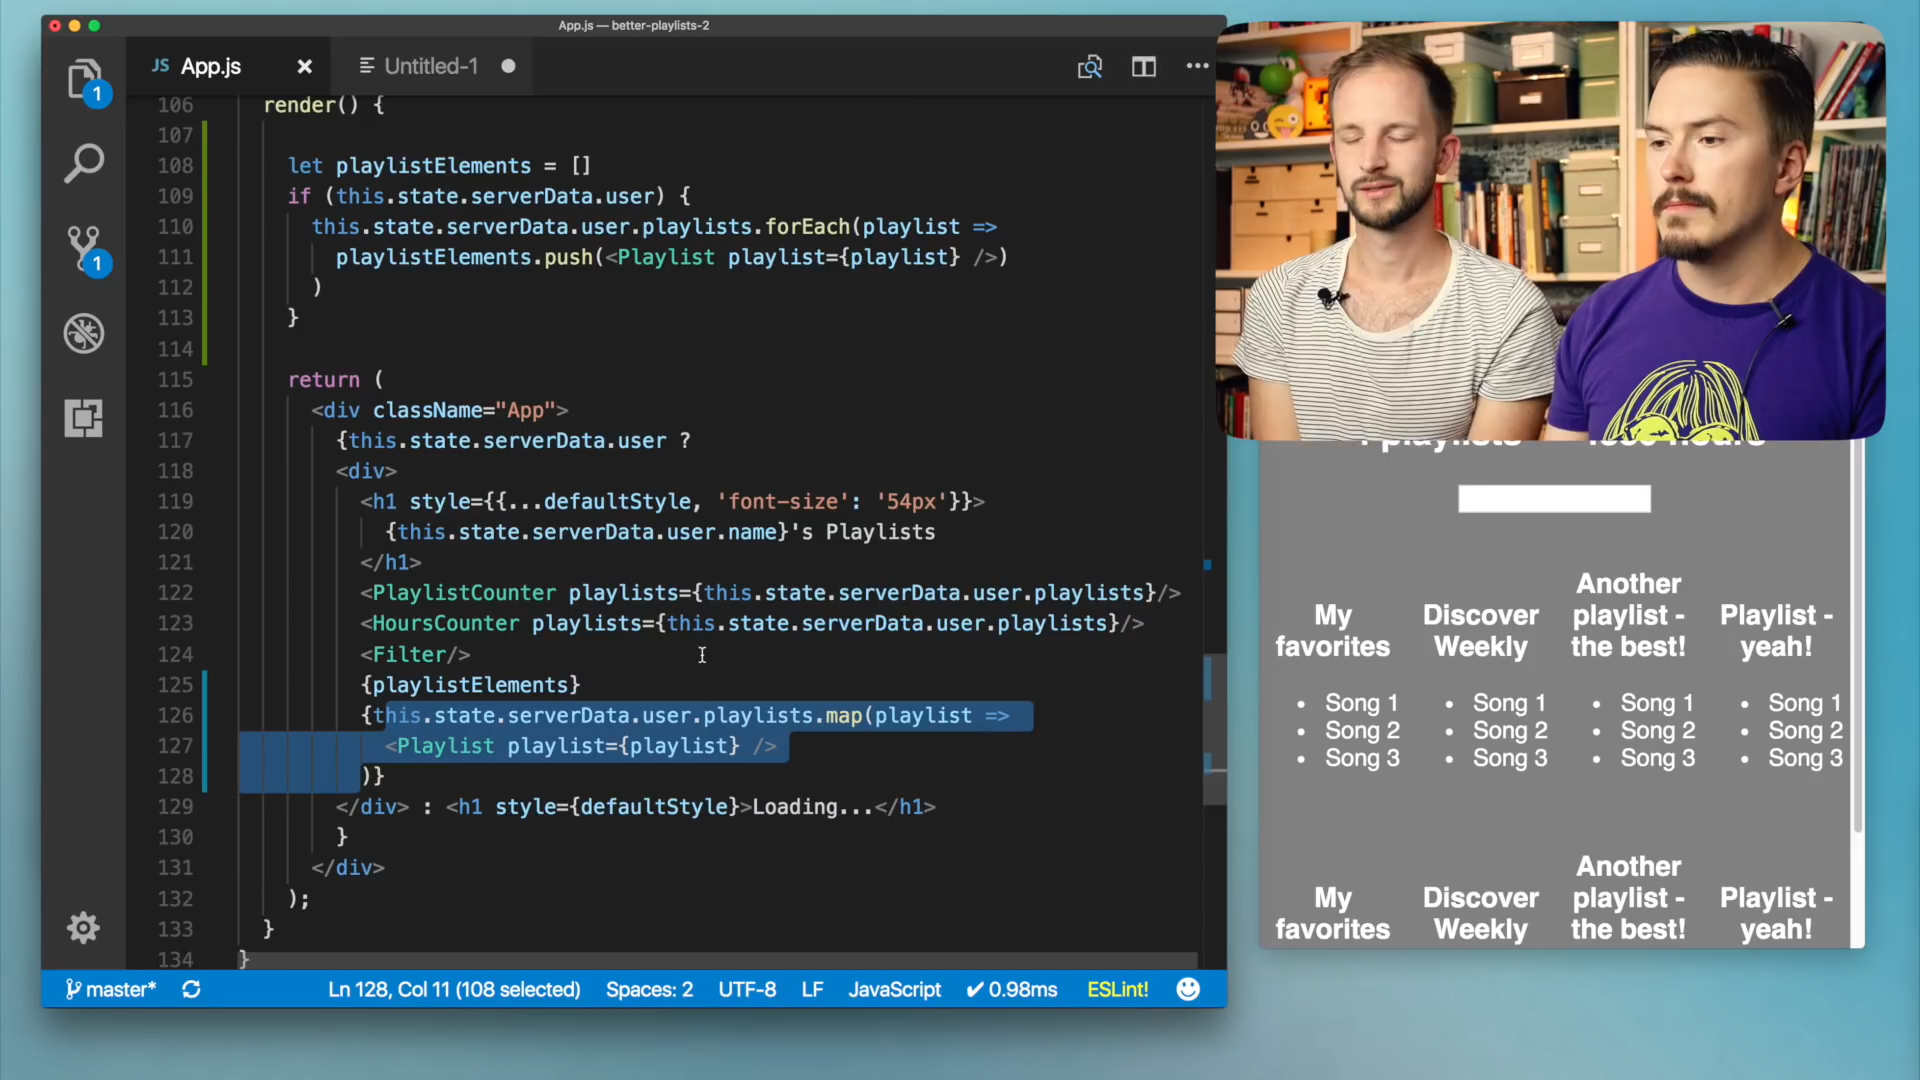 App.js — better-playlists-2
JS App.js
Untitled-1
1
1
106 render() {
107
108 let playlistElements = []
109 if (this.state.serverData.user) {
110 this.state.serverData.user.playlists.forEach(playlist =>
111 playlistElements.push(<Playlist playlist={playlist} />)
112 )
113 }
114
115 return (
116 <div className="App">
117 {this.state.serverData.user ?
118 <div>
119 <h1 style={{...defaultStyle, 'font-size': '54px'}}>
120 {this.state.serverData.user.name}'s Playlists
121 </h1>
122 <PlaylistCounter playlists={this.state.serverData.user.playlists}/>
123 <HoursCounter playlists={this.state.serverData.user.playlists}/>
124 <Filter/>
125 {playlistElements}
126 {this.state.serverData.user.playlists.map(playlist =>
127 <Playlist playlist={playlist} />
128 )}
129 </div> : <h1 style={defaultStyle}>Loading...</h1>
130 }
131 </div>
132 );
133 }
134 }
master*
Ln 128, Col 11 (108 selected)
Spaces: 2
UTF-8
LF
JavaScript
✔ 0.98ms
ESLint!
playlists
My favorites
Discover Weekly
Another playlist - the best!
Playlist - yeah!
• Song 1
• Song 2
• Song 3
• Song 1
• Song 2
• Song 3
• Song 1
• Song 2
• Song 3
• Song 1
• Song 2
• Song 3
My favorites
Discover Weekly
Another playlist - the best!
Playlist - yeah!